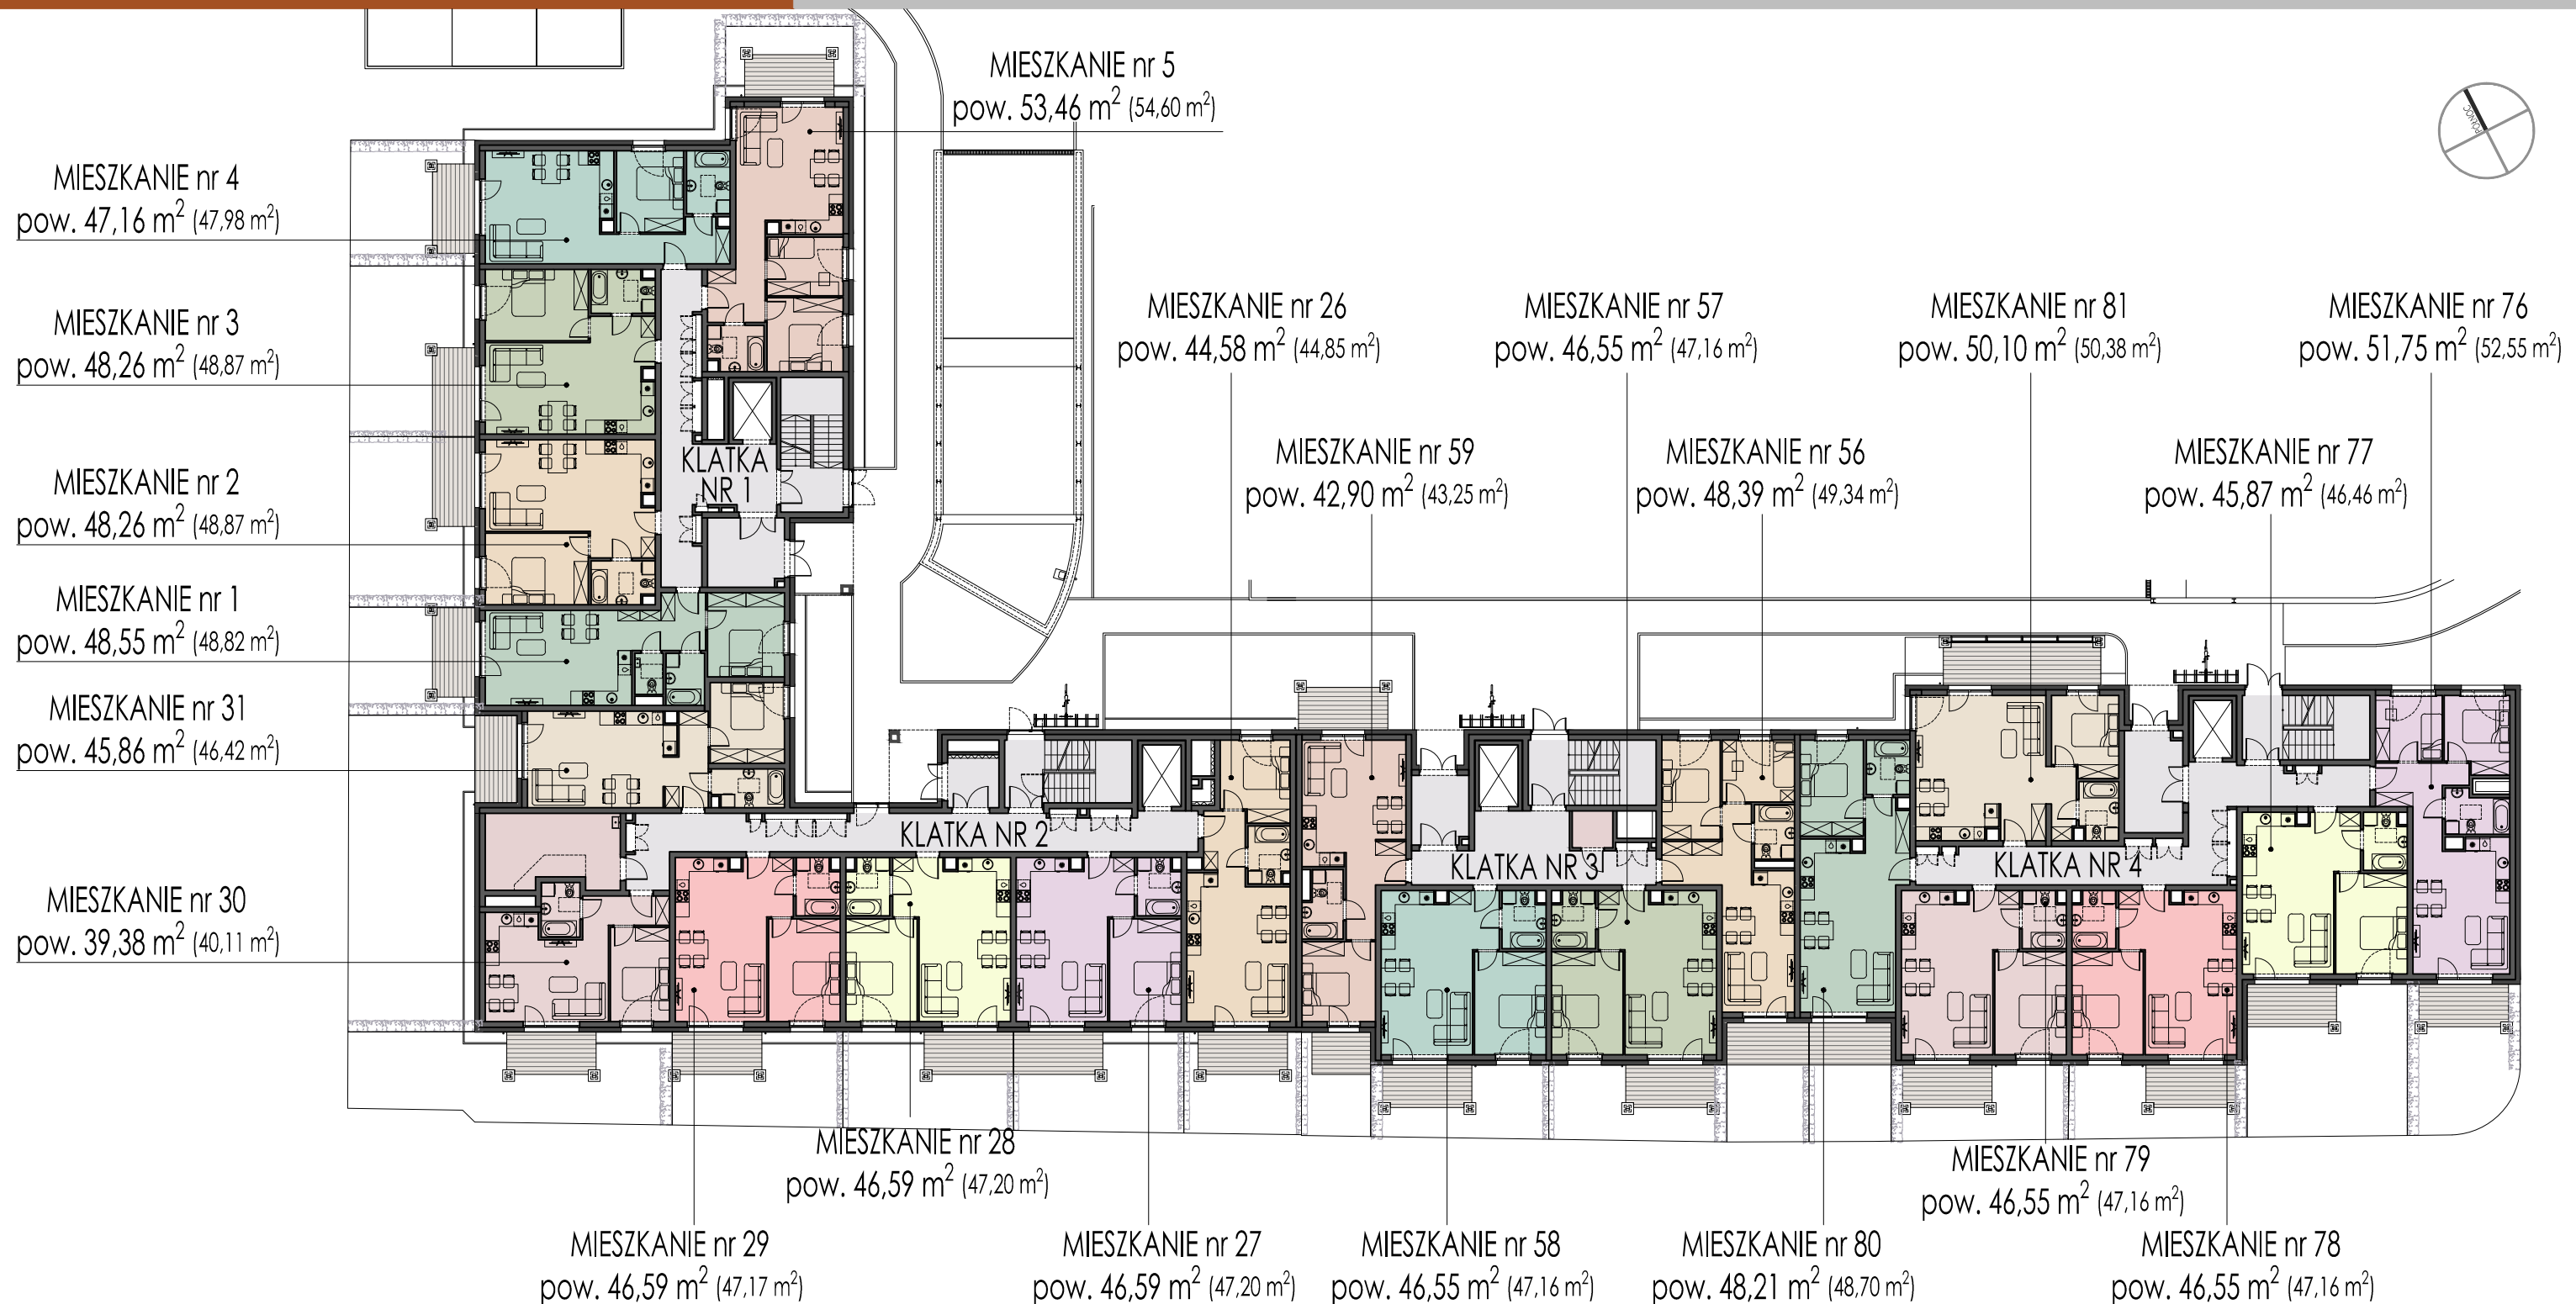 MIESZKANIE nr 5
pow. 53,46 m² (54,60 m²)
PÓŁNOC
MIESZKANIE nr 4
pow. 47,16 m² (47,98 m²)
MIESZKANIE nr 3
pow. 48,26 m² (48,87 m²)
MIESZKANIE nr 2
pow. 48,26 m² (48,87 m²)
MIESZKANIE nr 1
pow. 48,55 m² (48,82 m²)
MIESZKANIE nr 31
pow. 45,86 m² (46,42 m²)
MIESZKANIE nr 30
pow. 39,38 m² (40,11 m²)
KLATKA
NR 1
MIESZKANIE nr 26
pow. 44,58 m² (44,85 m²)
MIESZKANIE nr 57
pow. 46,55 m² (47,16 m²)
MIESZKANIE nr 81
pow. 50,10 m² (50,38 m²)
MIESZKANIE nr 76
pow. 51,75 m² (52,55 m²)
MIESZKANIE nr 59
pow. 42,90 m² (43,25 m²)
MIESZKANIE nr 56
pow. 48,39 m² (49,34 m²)
MIESZKANIE nr 77
pow. 45,87 m² (46,46 m²)
KLATKA NR 2
KLATKA NR 3
KLATKA NR 4
MIESZKANIE nr 28
pow. 46,59 m² (47,20 m²)
MIESZKANIE nr 79
pow. 46,55 m² (47,16 m²)
MIESZKANIE nr 29
pow. 46,59 m² (47,17 m²)
MIESZKANIE nr 27
pow. 46,59 m² (47,20 m²)
MIESZKANIE nr 58
pow. 46,55 m² (47,16 m²)
MIESZKANIE nr 80
pow. 48,21 m² (48,70 m²)
MIESZKANIE nr 78
pow. 46,55 m² (47,16 m²)